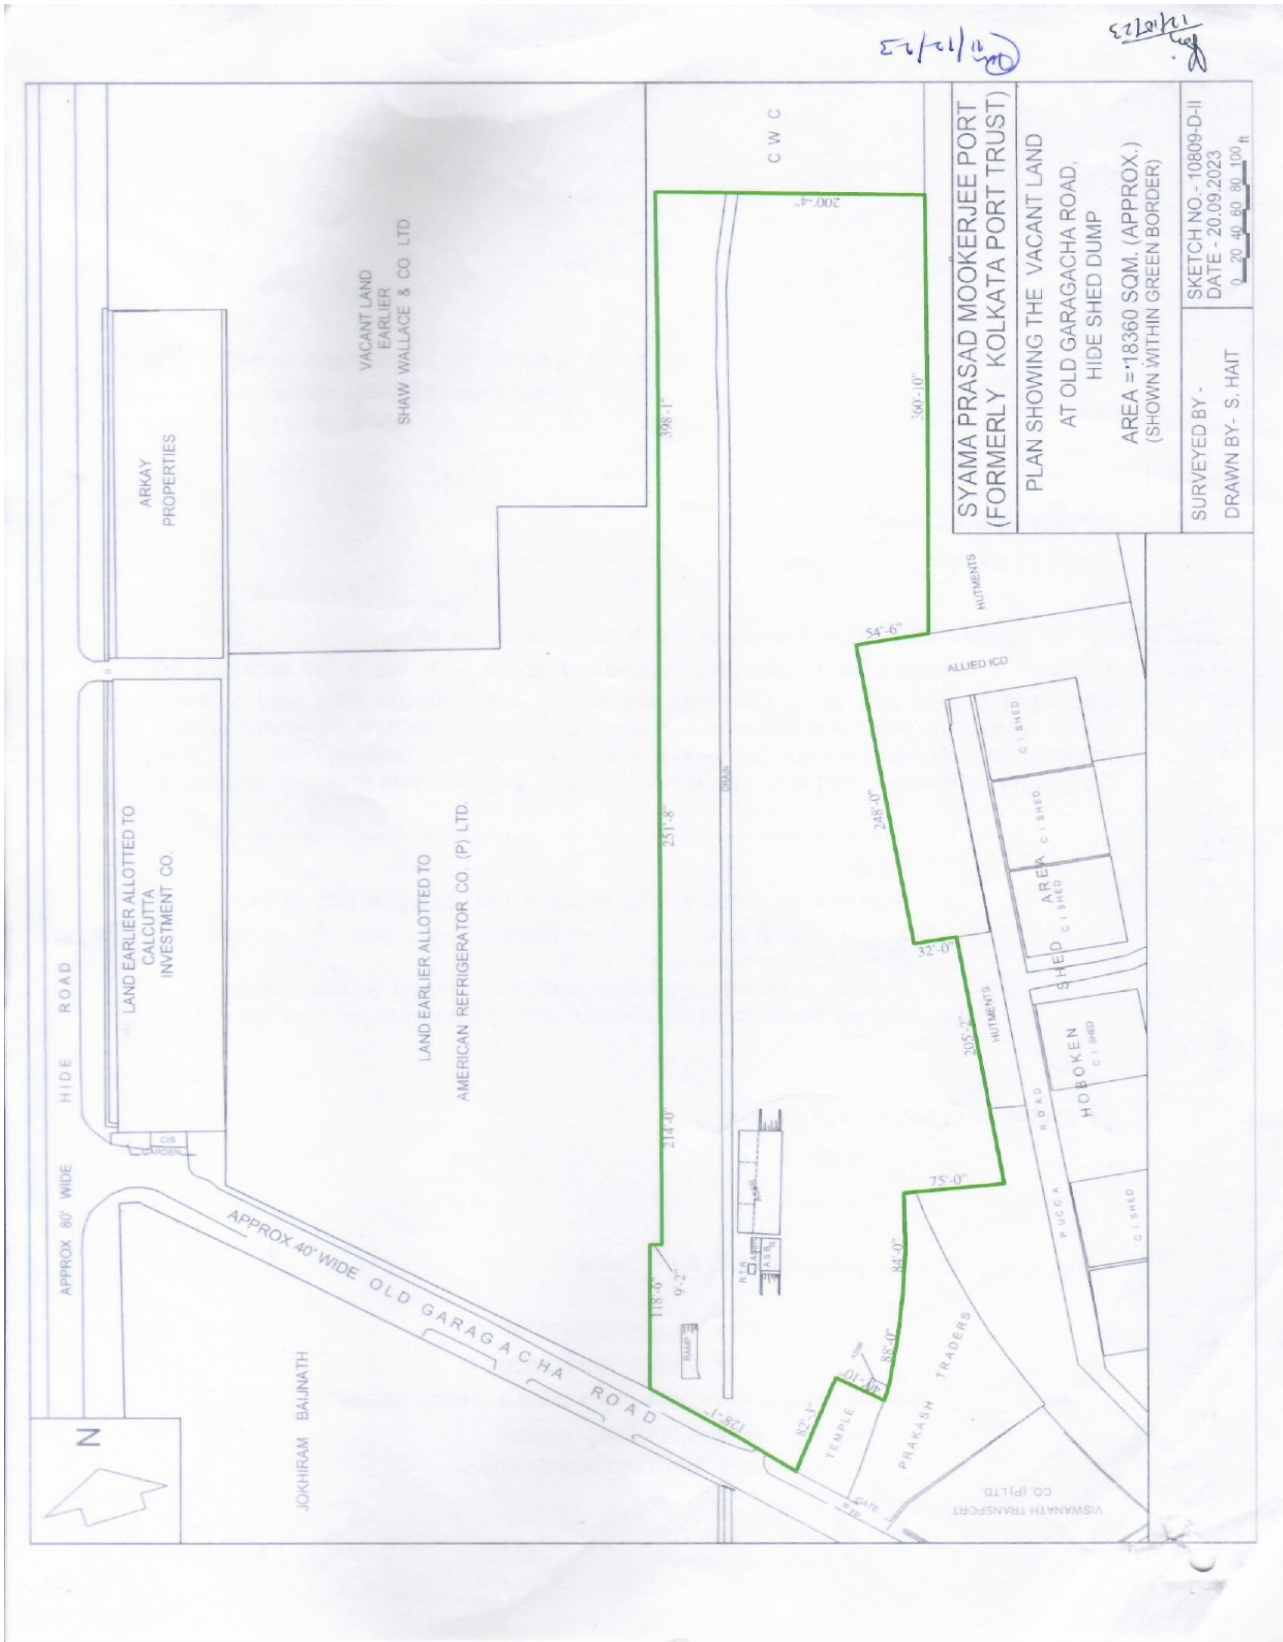 SYAMA PRASAD MOOKERJEE PORT
(FORMERLY KOLKATA PORT TRUST)
PLAN SHOWING THE VACANT LAND
AT OLD GARAGACHA ROAD,
HIDE SHED DUMP
AREA = 18360 SQM. (APPROX.)
(SHOWN WITHIN GREEN BORDER)
SURVEYED BY -
DRAWN BY- S. HAIT
SKETCH NO.- 10809-D-II
DATE - 20.09.2023
0 20 40 60 80 100 ft
21/12/23
N
APPROX 80' WIDE HIDE ROAD
ARKAY
PROPERTIES
VACANT LAND
EARLIER
SHAW WALLACE & CO. LTD.
C W C
LAND EARLIER ALLOTTED TO
CALCUTTA
INVESTMENT CO.
CIS
GARDEN
LAND EARLIER ALLOTTED TO
AMERICAN REFRIGERATOR CO. (P) LTD.
APPROX 40' WIDE OLD GARAGACHA ROAD
JOKHIRAM BAIJNATH
200'-4"
398'-1"
360'-10"
54'-6"
251'-8"
248'-0"
32'-0"
205'-2"
214'-0"
75'-0"
84'-0"
88'-0"
9'-2"
118'-6"
128'-1"
82'-3"
40'-10"
DRAIN
RAMP
TEMPLE
GATE
HUTMENTS
ALLIED ICD
C I SHED
C I SHED
C I SHED
HOBOKEN SHED AREA
HUTMENTS
C I SHED
PUCCA ROAD
C I SHED
PRAKASH TRADERS
VISWANATH TRANSPORT
CO. (P) LTD.